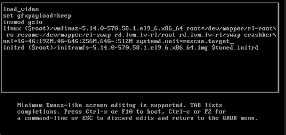 load_video
set gfxpayload=keep
insmod gzio
linux ($root)/vmlinuz-5.14.0-570.58.1.el9_6.x86_64 root=/dev/mapper/rl-root\
 ro resume=/dev/mapper/rl-swap rd.lvm.lv=rl/root rd.lvm.lv=rl/swap crashker\
nel=1G-4G:192M,4G-64G:256M,64G-:512M systemd.unit=rescue.target_
initrd ($root)/initramfs-5.14.0-570.58.1.el9_6.x86_64.img $tuned_initrd
Minimum Emacs-like screen editing is supported. TAB lists
completions. Press Ctrl-x or F10 to boot, Ctrl-c or F2 for
a command-line or ESC to discard edits and return to the GRUB menu.